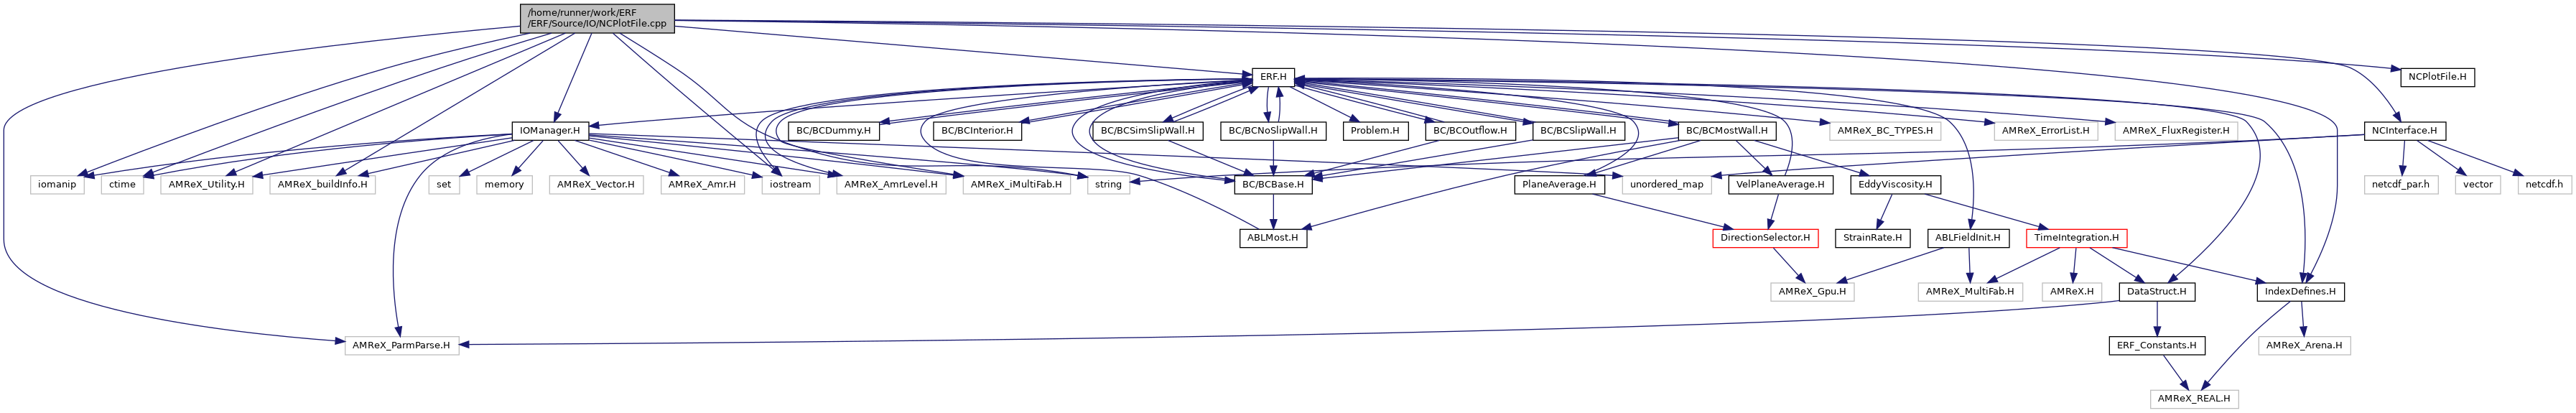 /home/runner/work/ERF
/ERF/Source/IO/NCPlotFile.cpp
ERF.H
NCPlotFile.H
IOManager.H
BC/BCDummy.H
BC/BCInterior.H
BC/BCSimSlipWall.H
BC/BCNoSlipWall.H
Problem.H
BC/BCOutflow.H
BC/BCSlipWall.H
BC/BCMostWall.H
AMReX_BC_TYPES.H
AMReX_ErrorList.H
AMReX_FluxRegister.H
NCInterface.H
iomanip
ctime
AMReX_Utility.H
AMReX_buildInfo.H
set
memory
AMReX_Vector.H
AMReX_Amr.H
iostream
AMReX_AmrLevel.H
AMReX_iMultiFab.H
string
BC/BCBase.H
PlaneAverage.H
unordered_map
VelPlaneAverage.H
EddyViscosity.H
netcdf_par.h
vector
netcdf.h
ABLMost.H
DirectionSelector.H
StrainRate.H
ABLFieldInit.H
TimeIntegration.H
AMReX_Gpu.H
AMReX_MultiFab.H
AMReX.H
DataStruct.H
IndexDefines.H
AMReX_ParmParse.H
ERF_Constants.H
AMReX_Arena.H
AMReX_REAL.H